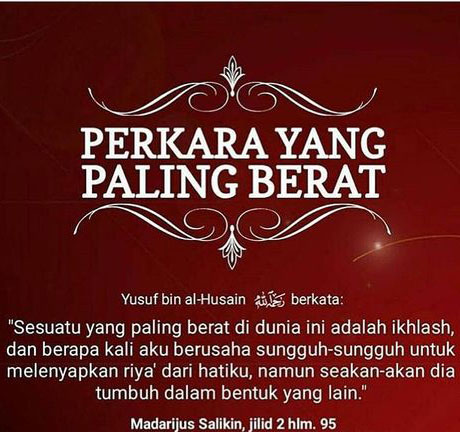 PERKARA YANG
PALING BERAT
Yusuf bin al-Husain رحمه الله berkata:
"Sesuatu yang paling berat di dunia ini adalah ikhlash,
dan berapa kali aku berusaha sungguh-sungguh untuk
melenyapkan riya' dari hatiku, namun seakan-akan dia
tumbuh dalam bentuk yang lain."
Madarijus Salikin, jilid 2 hlm. 95